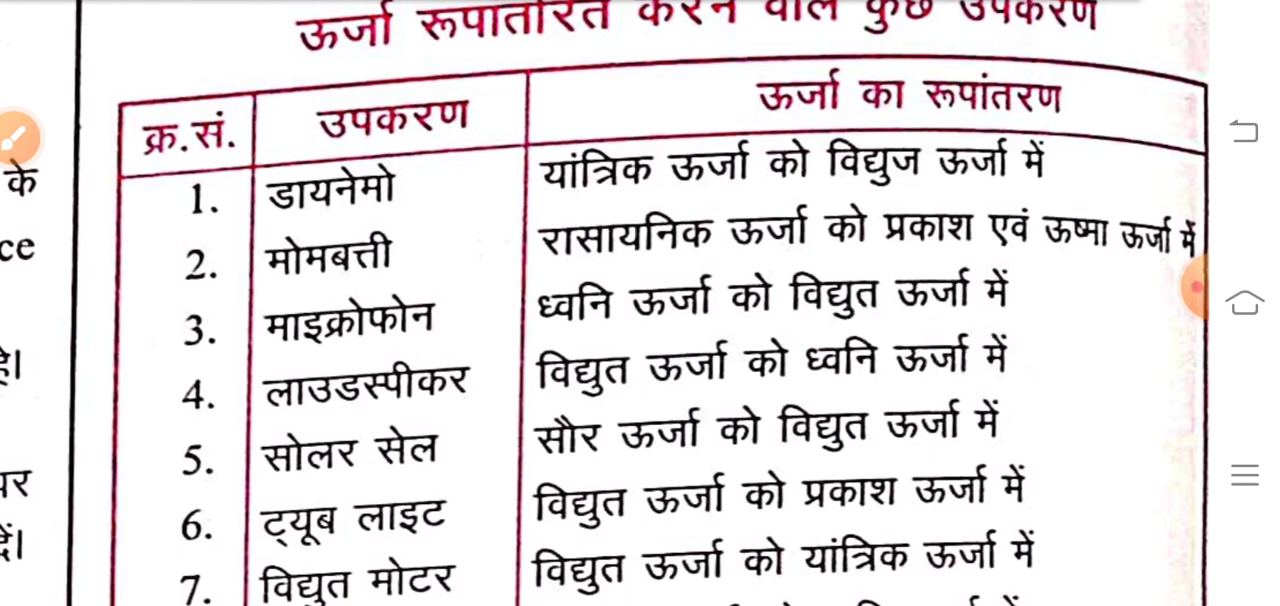 ऊर्जा रूपांतरित करने वाले कुछ उपकरण
क्र.सं. उपकरण ऊर्जा का रूपांतरण
1. डायनेमो यांत्रिक ऊर्जा को विद्युज ऊर्जा में
के
2. मोमबत्ती रासायनिक ऊर्जा को प्रकाश एवं ऊष्मा ऊर्जा में
ce
3. माइक्रोफोन ध्वनि ऊर्जा को विद्युत ऊर्जा में
4. लाउडस्पीकर विद्युत ऊर्जा को ध्वनि ऊर्जा में
5. सोलर सेल सौर ऊर्जा को विद्युत ऊर्जा में
6. ट्यूब लाइट विद्युत ऊर्जा को प्रकाश ऊर्जा में
7. विद्युत मोटर विद्युत ऊर्जा को यांत्रिक ऊर्जा में